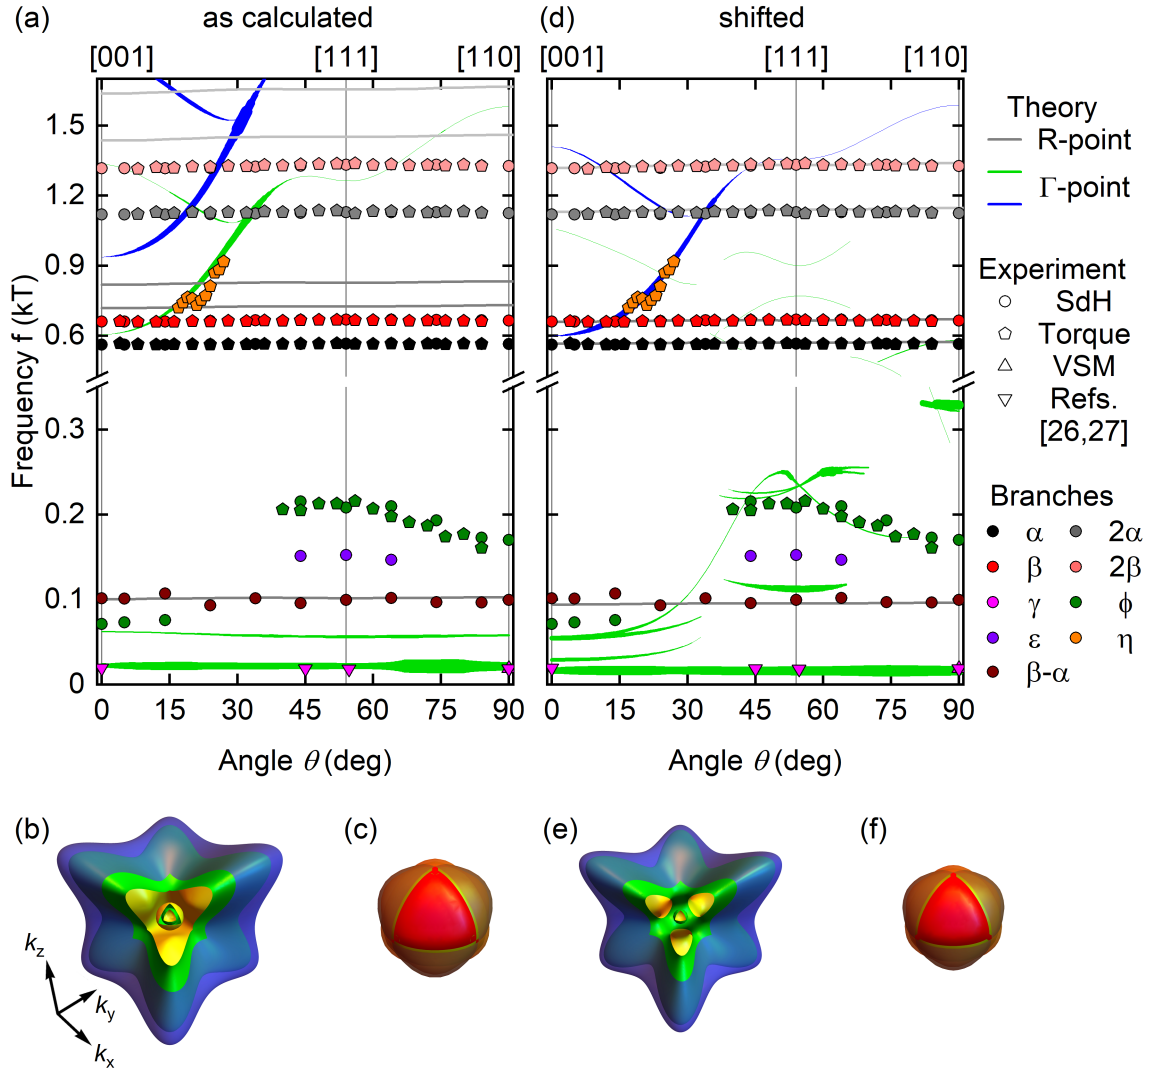 (a) as calculated
[001] [111] [110]
Frequency f (kT)
1.5
1.2
0.9
0.6
0.3
0.2
0.1
0
0 15 30 45 60 75 90
Angle θ (deg)
(d) shifted
[001] [111] [110]
0 15 30 45 60 75 90
Angle θ (deg)
Theory
R-point
Γ-point
Experiment
SdH
Torque
VSM
Refs.
[26,27]
Branches
α 2α
β 2β
γ ϕ
ε η
β-α
(b) (c) (e) (f)
kz
ky
kx